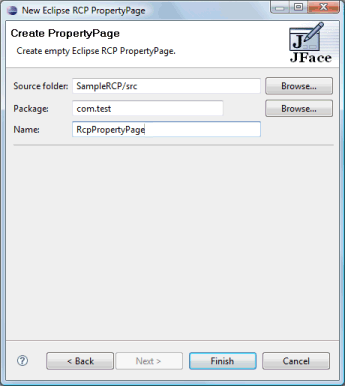 New Eclipse RCP PropertyPage
Create PropertyPage
Create empty Eclipse RCP PropertyPage.
J
JFace
Source folder: SampleRCP/src Browse...
Package: com.test Browse...
Name: RcpPropertyPage
? < Back Next > Finish Cancel